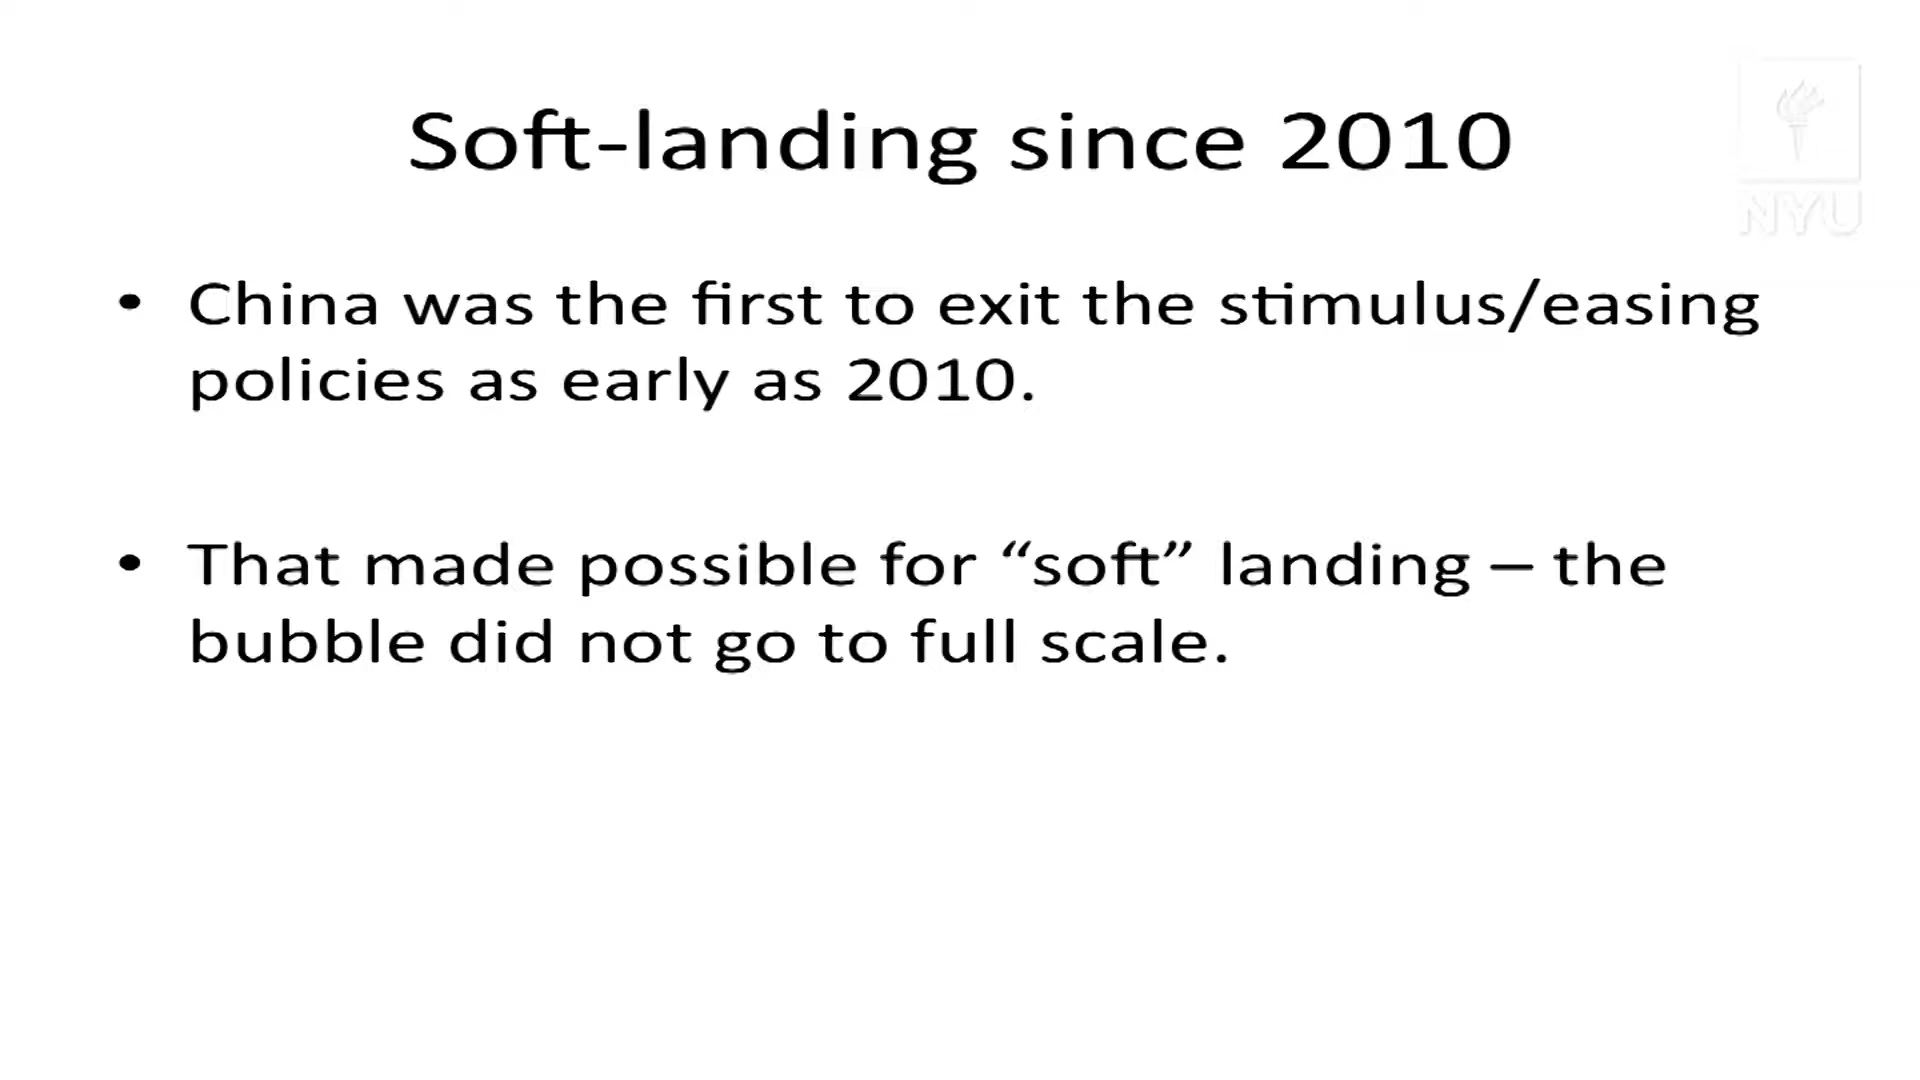 Soft-landing since 2010
NYU
• China was the first to exit the stimulus/easing
policies as early as 2010.
• That made possible for “soft” landing – the
bubble did not go to full scale.